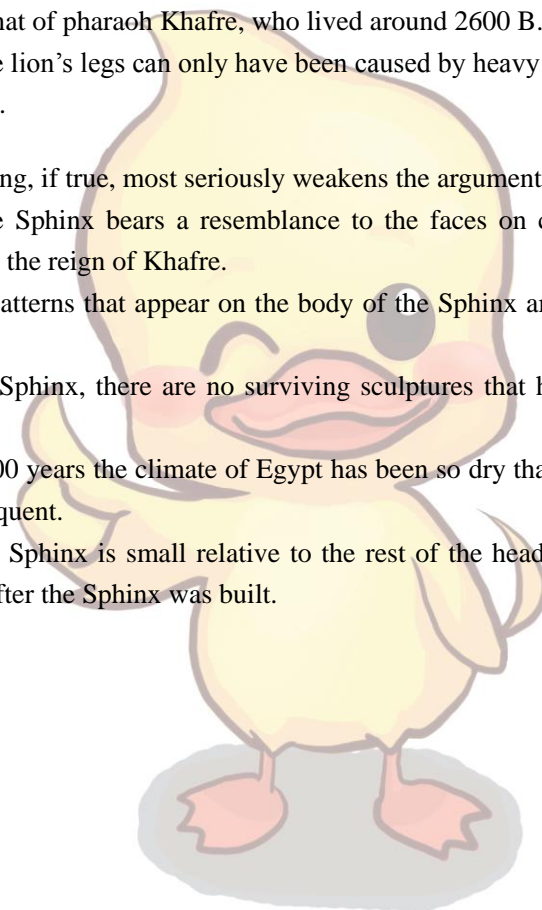 hat of pharaoh Khafre, who lived around 2600 B.
e lion’s legs can only have been caused by heavy
.
ng, if true, most seriously weakens the argument
e Sphinx bears a resemblance to the faces on
the reign of Khafre.
atterns that appear on the body of the Sphinx
Sphinx, there are no surviving sculptures that
00 years the climate of Egypt has been so dry
quent.
Sphinx is small relative to the rest of the head
fter the Sphinx was built.